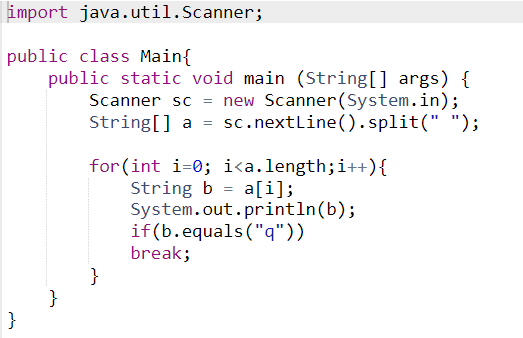 import java.util.Scanner;
public class Main{
public static void main (String[] args) {
Scanner sc = new Scanner(System.in);
String[] a = sc.nextLine().split(" ");
for(int i=0; i<a.length;i++){
String b = a[i];
System.out.println(b);
if(b.equals("q"))
break;
}
}
}